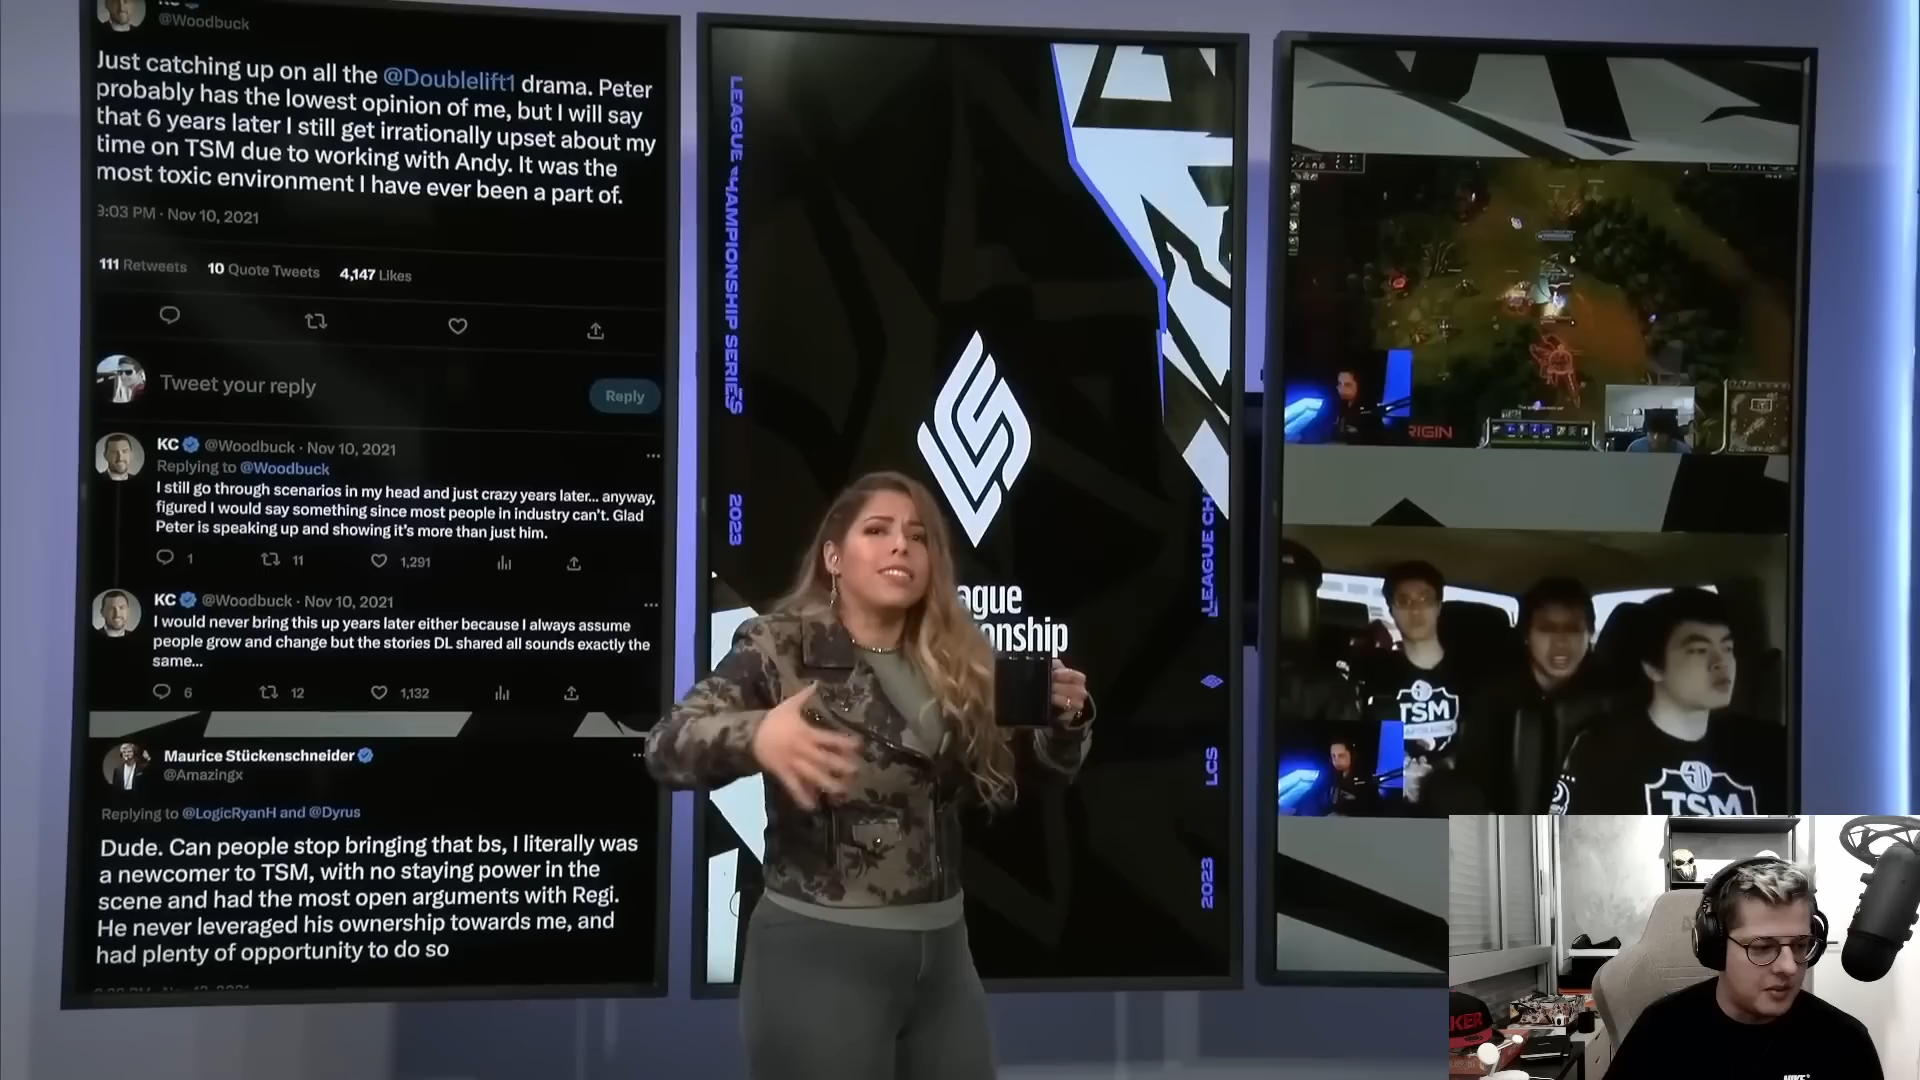 @Woodbuck
Just catching up on all the @Doublelift1 drama. Peter
probably has the lowest opinion of me, but I will say
that 6 years later I still get irrationally upset about my
time on TSM due to working with Andy. It was the
most toxic environment I have ever been a part of.
9:03 PM · Nov 10, 2021
111 Retweets 10 Quote Tweets 4,147 Likes
Tweet your reply
Reply
KC @Woodbuck · Nov 10, 2021
Replying to @Woodbuck
I still go through scenarios in my head and just crazy years later... anyway,
figured I would say something since most people in industry can't. Glad
Peter is speaking up and showing it's more than just him.
1 11 1,291
KC @Woodbuck · Nov 10, 2021
I would never bring this up years later either because I always assume
people grow and change but the stories DL shared all sounds exactly the
same...
6 12 1,132
Maurice Stückenschneider
@Amazingx
Replying to @LogicRyanH and @Dyrus
Dude. Can people stop bringing that bs, I literally was
a newcomer to TSM, with no staying power in the
scene and had the most open arguments with Regi.
He never leveraged his ownership towards me, and
had plenty of opportunity to do so
LEAGUE CHAMPIONSHIP SERIES
2023
ague
onship
LEAGUE CH
LCS
2023
RIGIN
TSM
TSM
KER